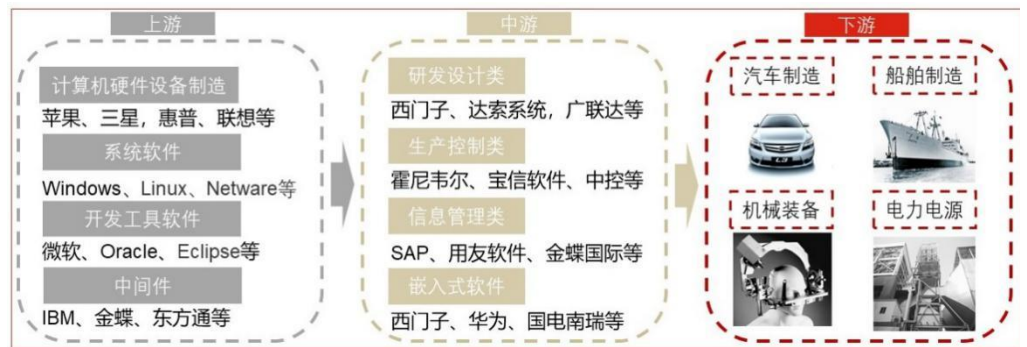 上游
计算机硬件设备制造
苹果、三星，惠普、联想等
系统软件
Windows、Linux、Netware等
开发工具软件
微软、Oracle、Eclipse等
中间件
IBM、金蝶、东方通等
中游
研发设计类
西门子、达索系统，广联达等
生产控制类
霍尼韦尔、宝信软件、中控等
信息管理类
SAP、用友软件、金蝶国际等
嵌入式软件
西门子、华为、国电南瑞等
下游
汽车制造
船舶制造
L3
机械装备
电力电源